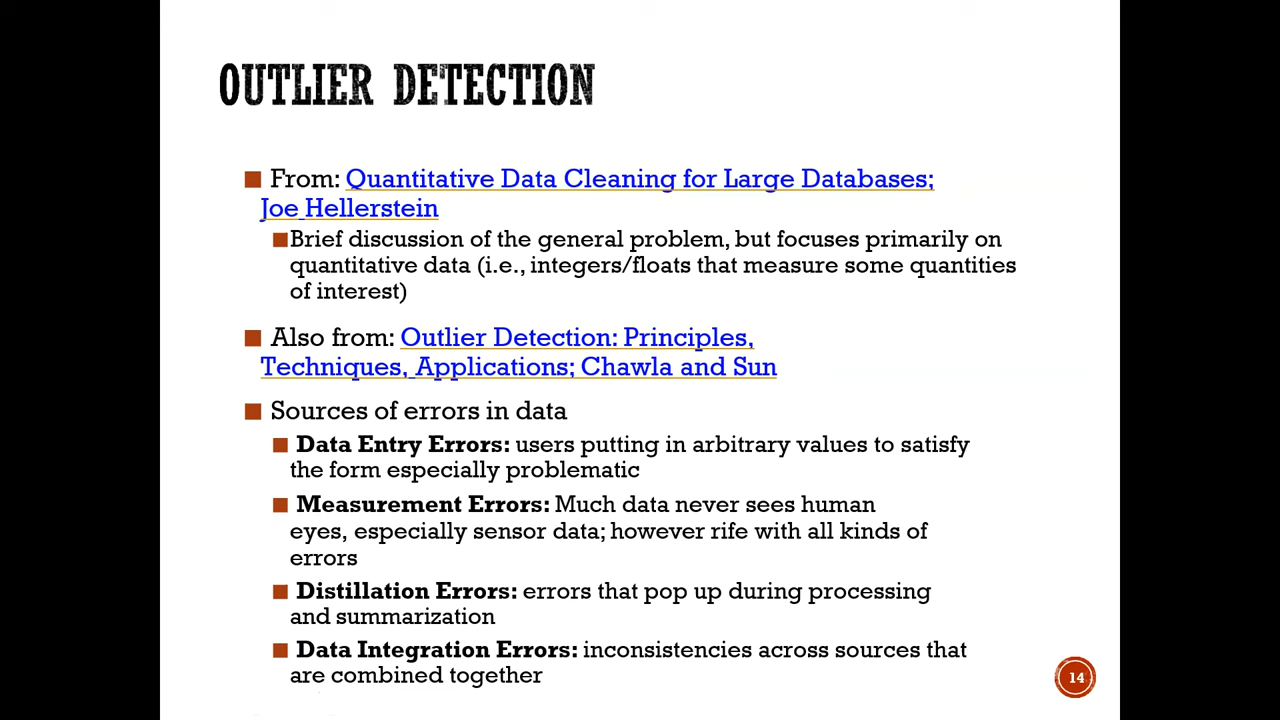 OUTLIER DETECTION
From: Quantitative Data Cleaning for Large Databases;
Joe Hellerstein
Brief discussion of the general problem, but focuses primarily on
quantitative data (i.e., integers/floats that measure some quantities
of interest)
Also from: Outlier Detection: Principles,
Techniques, Applications; Chawla and Sun
Sources of errors in data
Data Entry Errors: users putting in arbitrary values to satisfy
the form especially problematic
Measurement Errors: Much data never sees human
eyes, especially sensor data; however rife with all kinds of
errors
Distillation Errors: errors that pop up during processing
and summarization
Data Integration Errors: inconsistencies across sources that
are combined together
14